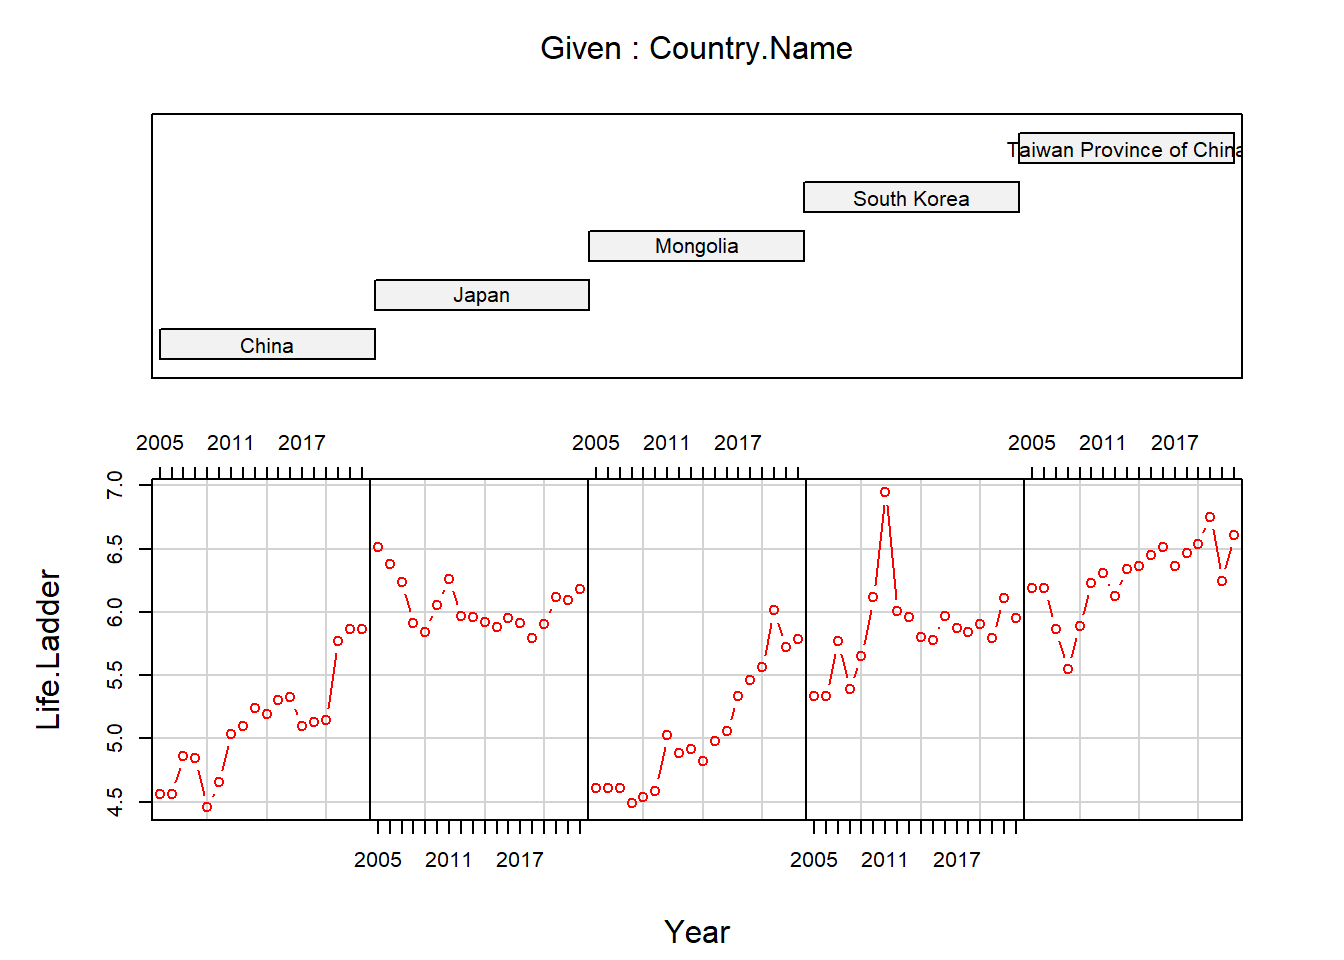 Given : Country.Name
Taiwan Province of China
South Korea
Mongolia
Japan
China
2005 2011 2017 2005 2011 2017 2005 2011 2017
7.0
6.5
6.0
5.5
5.0
4.5
Life.Ladder
2005 2011 2017 2005 2011 2017
Year